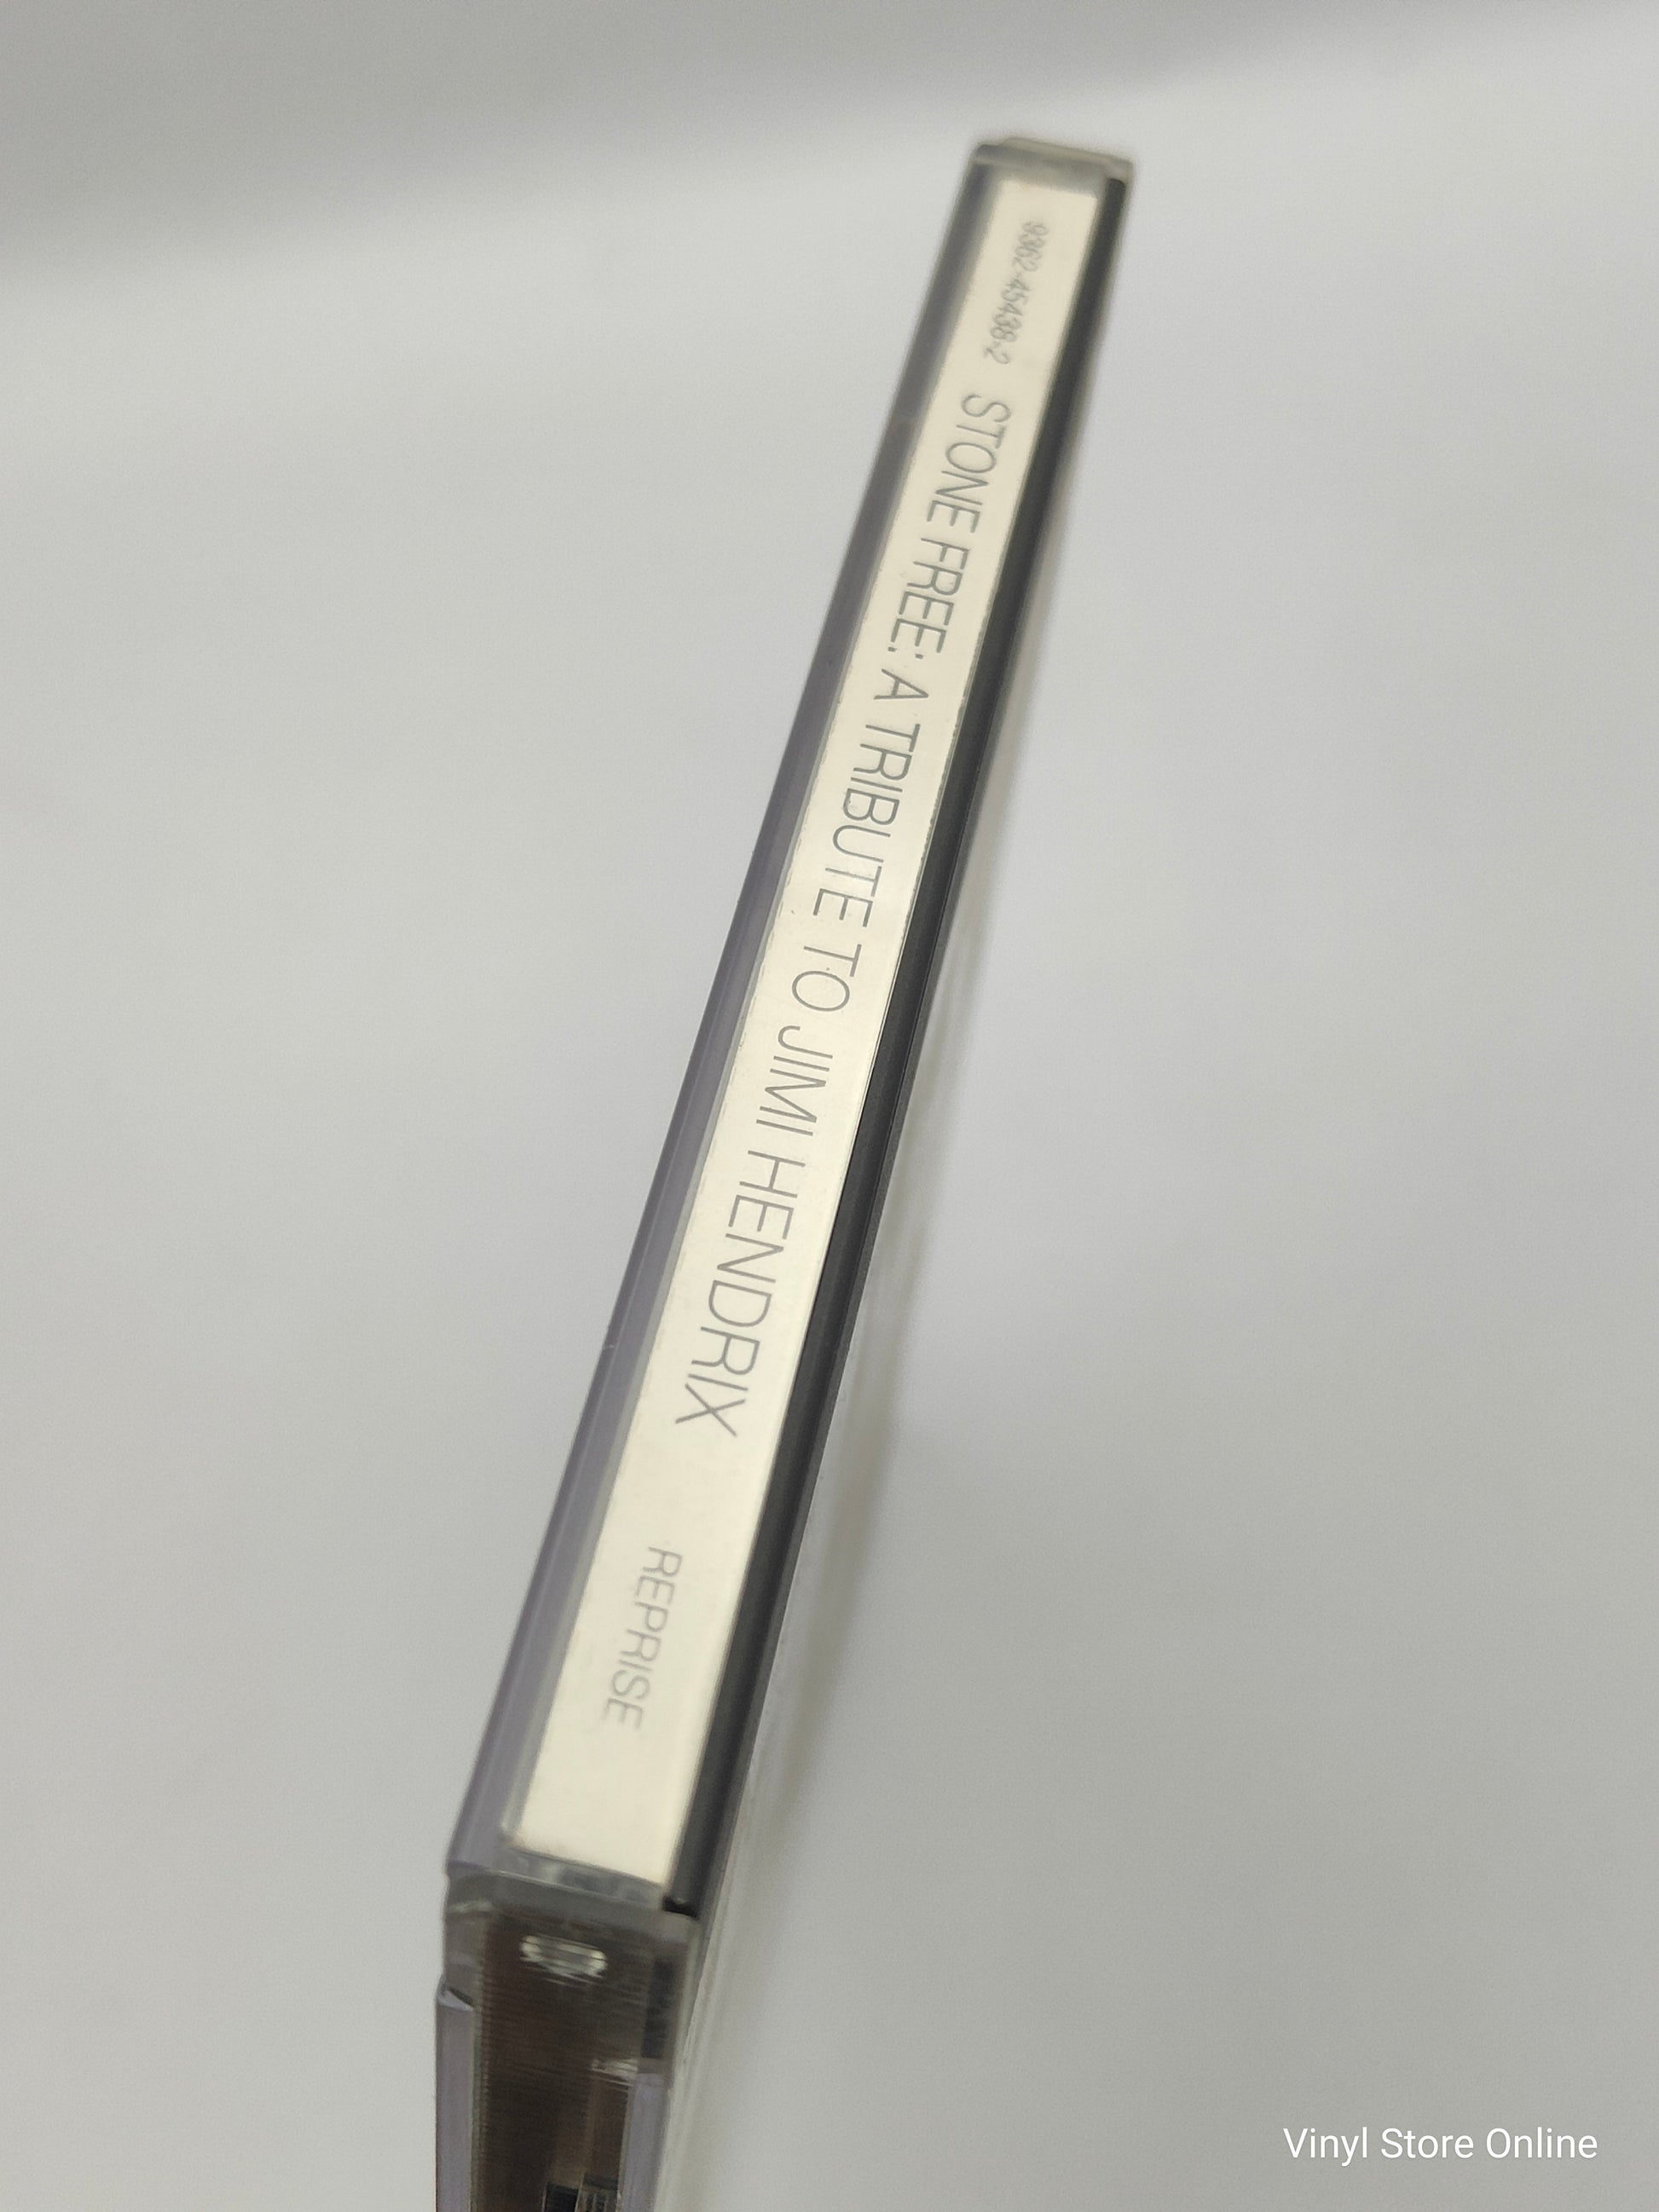 9362-45438-2 STONE FREE: A TRIBUTE TO JIMI HENDRIX REPRISE
Vinyl Store Online